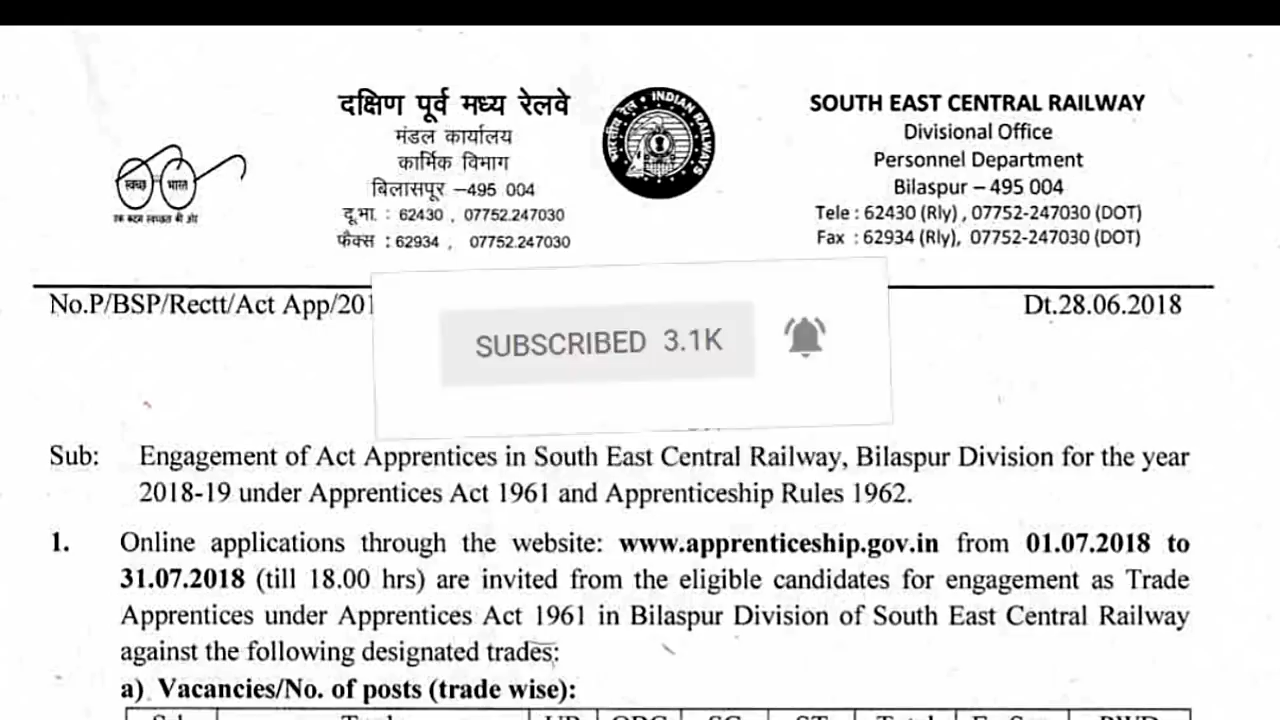 दक्षिण पूर्व मध्य रेलवे
मंडल कार्यालय
कार्मिक विभाग
बिलासपूर –495 004
दू.भा. : 62430 , 07752.247030
फैक्स : 62934 , 07752.247030
स्वच्छ भारत
एक कदम स्वच्छता की ओर
भारतीय रेल • INDIAN RAILWAYS
SOUTH EAST CENTRAL RAILWAY
Divisional Office
Personnel Department
Bilaspur – 495 004
Tele : 62430 (Rly) , 07752-247030 (DOT)
Fax : 62934 (Rly), 07752-247030 (DOT)
No.P/BSP/Rectt/Act App/201
Dt.28.06.2018
SUBSCRIBED 3.1K
Sub: Engagement of Act Apprentices in South East Central Railway, Bilaspur Division for the year
2018-19 under Apprentices Act 1961 and Apprenticeship Rules 1962.
1. Online applications through the website: www.apprenticeship.gov.in from 01.07.2018 to
31.07.2018 (till 18.00 hrs) are invited from the eligible candidates for engagement as Trade
Apprentices under Apprentices Act 1961 in Bilaspur Division of South East Central Railway
against the following designated trades:
a) Vacancies/No. of posts (trade wise):